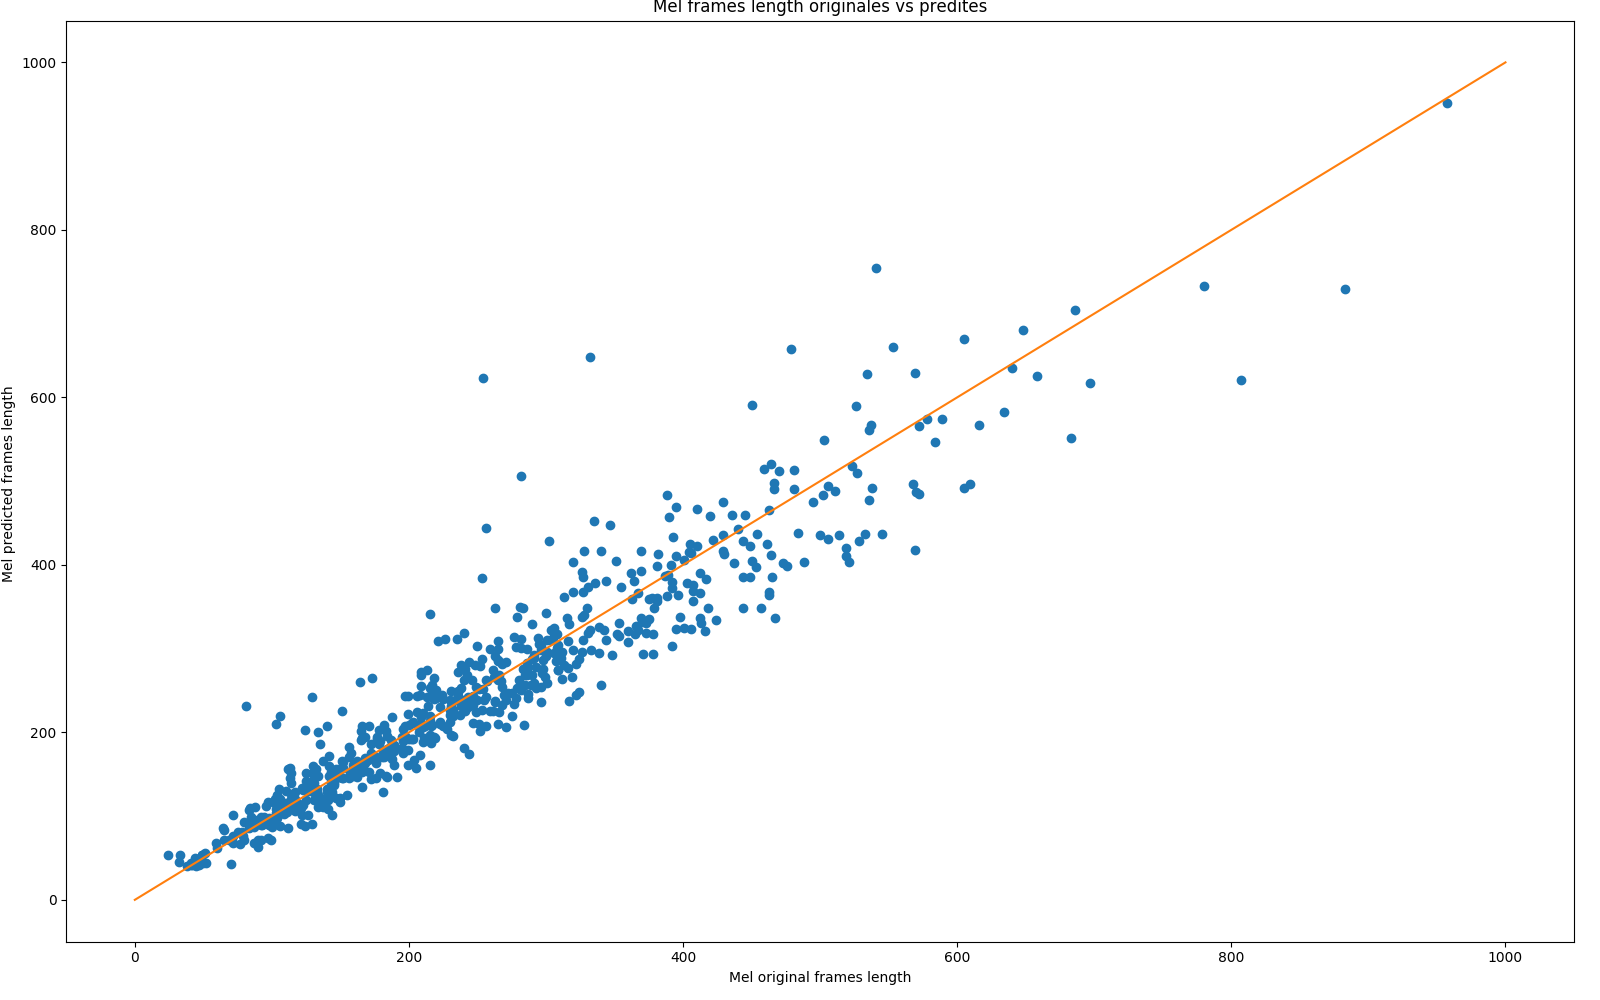 Mel frames length originales vs predites
1000
800
600
400
200
0
Mel predicted frames length
0 200 400 600 800 1000
Mel original frames length